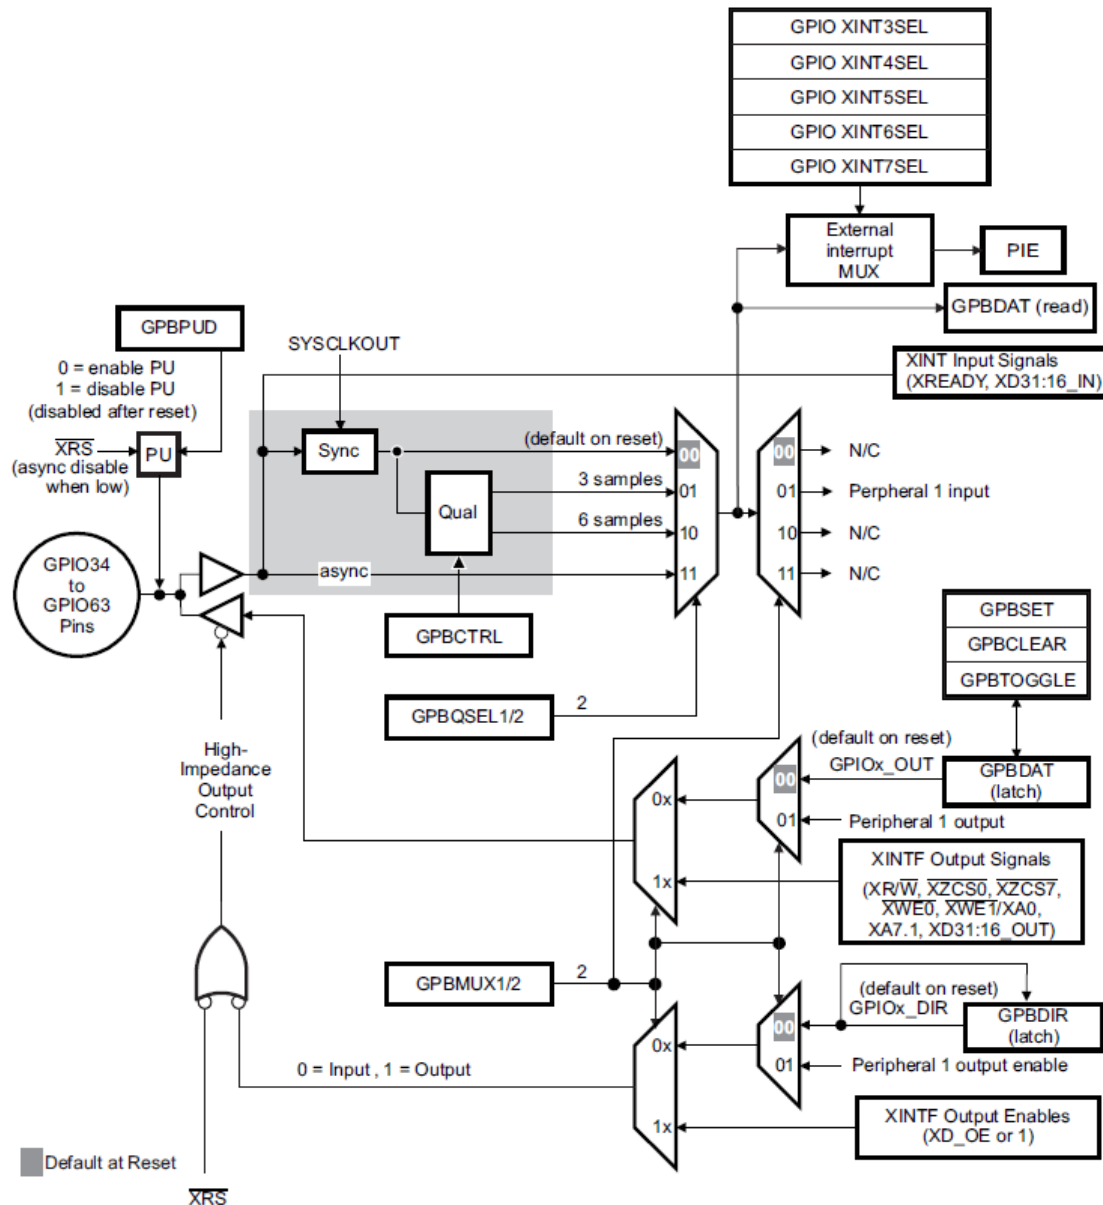 GPIO XINT3SEL
GPIO XINT4SEL
GPIO XINT5SEL
GPIO XINT6SEL
GPIO XINT7SEL
External
interrupt
MUX
PIE
GPBDAT (read)
GPBPUD
0 = enable PU
1 = disable PU
(disabled after reset)
SYSCLKOUT
XINT Input Signals
(XREADY, XD31:16_IN)
XRS
(async disable
when low)
PU
Sync
(default on reset)
00
01
10
11
3 samples
6 samples
Qual
async
00
01
10
11
N/C
Perpheral 1 input
N/C
N/C
GPIO34
to
GPIO63
Pins
GPBCTRL
GPBQSEL1/2
2
GPBSET
GPBCLEAR
GPBTOGGLE
High-
Impedance
Output
Control
(default on reset)
GPIOx_OUT
GPBDAT
(latch)
00
01
0x
1x
Peripheral 1 output
XINTF Output Signals
(XR/W, XZCS0, XZCS7,
XWE0, XWE1/XA0,
XA7.1, XD31:16_OUT)
GPBMUX1/2
2
(default on reset)
GPIOx_DIR
GPBDIR
(latch)
00
01
0x
1x
Peripheral 1 output enable
0 = Input , 1 = Output
XINTF Output Enables
(XD_OE or 1)
Default at Reset
XRS